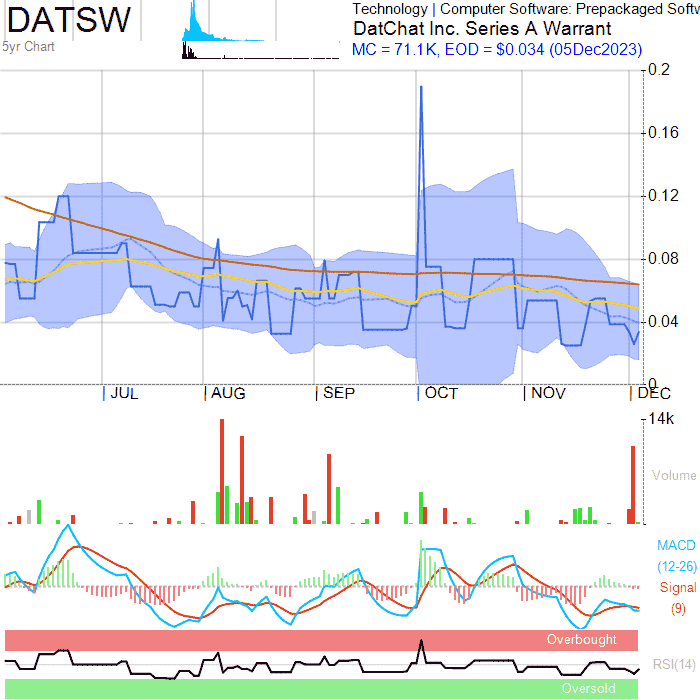 DATSW
Technology | Computer Software: Prepackaged Softw
DatChat Inc. Series A Warrant
5yr Chart
MC = 71.1K, EOD = $0.034 (05Dec2023)
0.2
0.16
0.12
0.08
0.04
0
JUL
AUG
SEP
OCT
NOV
DEC
14k
Volume
MACD
(12-26)
Signal
(9)
Overbought
RSI(14)
Oversold